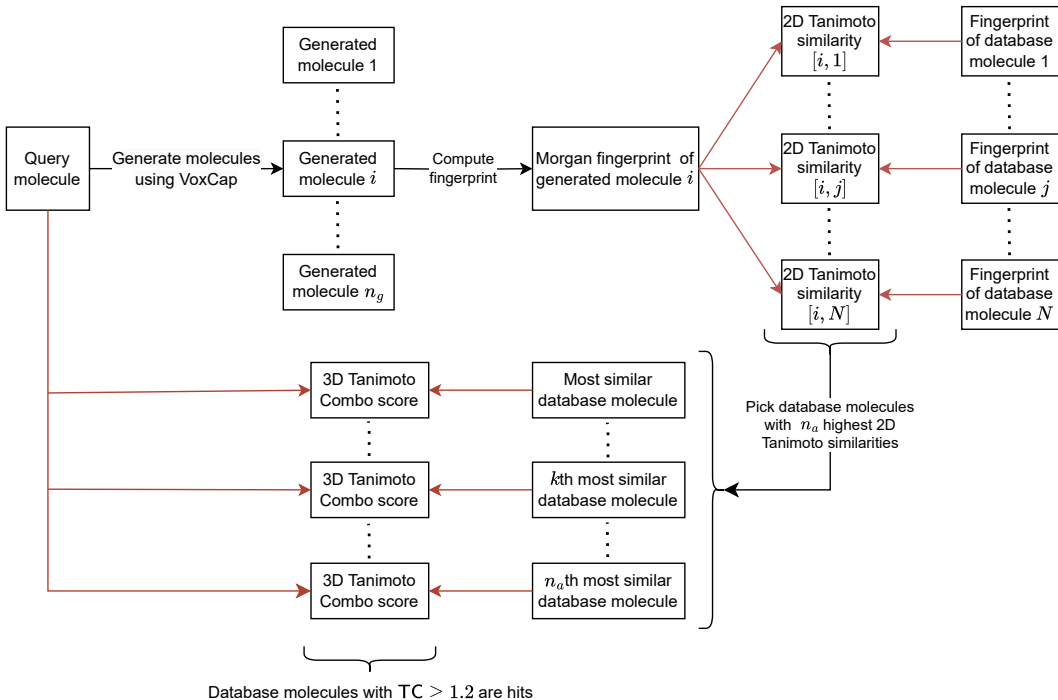 Generated
molecule 1
2D Tanimoto
similarity
[i, 1]
Fingerprint
of database
molecule 1
Query
molecule
Generate molecules
using VoxCap
Generated
molecule i
Compute
fingerprint
Morgan fingerprint of
generated molecule i
2D Tanimoto
similarity
[i, j]
Fingerprint
of database
molecule j
Generated
molecule n_g
2D Tanimoto
similarity
[i, N]
Fingerprint
of database
molecule N
3D Tanimoto
Combo score
Most similar
database molecule
Pick database molecules
with n_a highest 2D
Tanimoto similarities
3D Tanimoto
Combo score
kth most similar
database molecule
3D Tanimoto
Combo score
n_ath most similar
database molecule
Database molecules with TC > 1.2 are hits